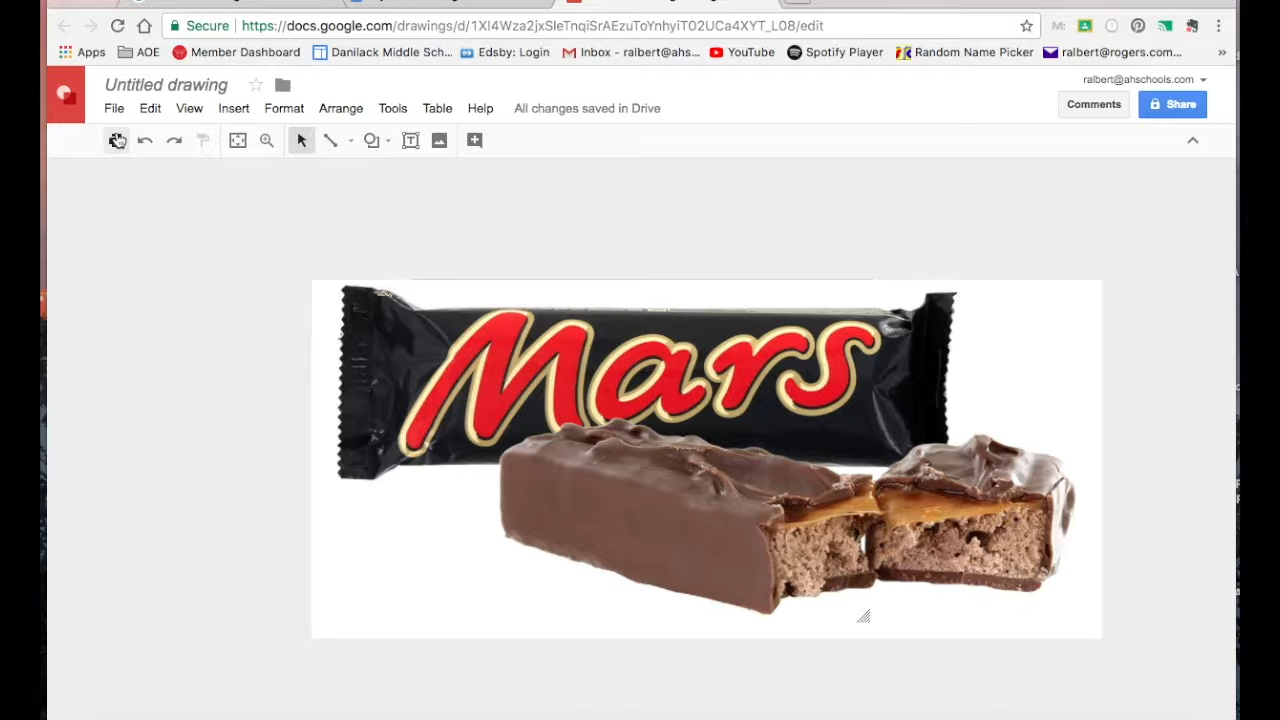 Secure https://docs.google.com/drawings/d/1XI4Wza2jxSleTnqiSrAEzuToYnhyiT02UCa4XYT_L08/edit
Apps AOE Member Dashboard Danilack Middle Sch... Edsby: Login Inbox - ralbert@ahs... YouTube Spotify Player Random Name Picker ralbert@rogers.com... »
Untitled drawing
ralbert@ahschools.com
File Edit View Insert Format Arrange Tools Table Help All changes saved in Drive
Comments Share
Mars